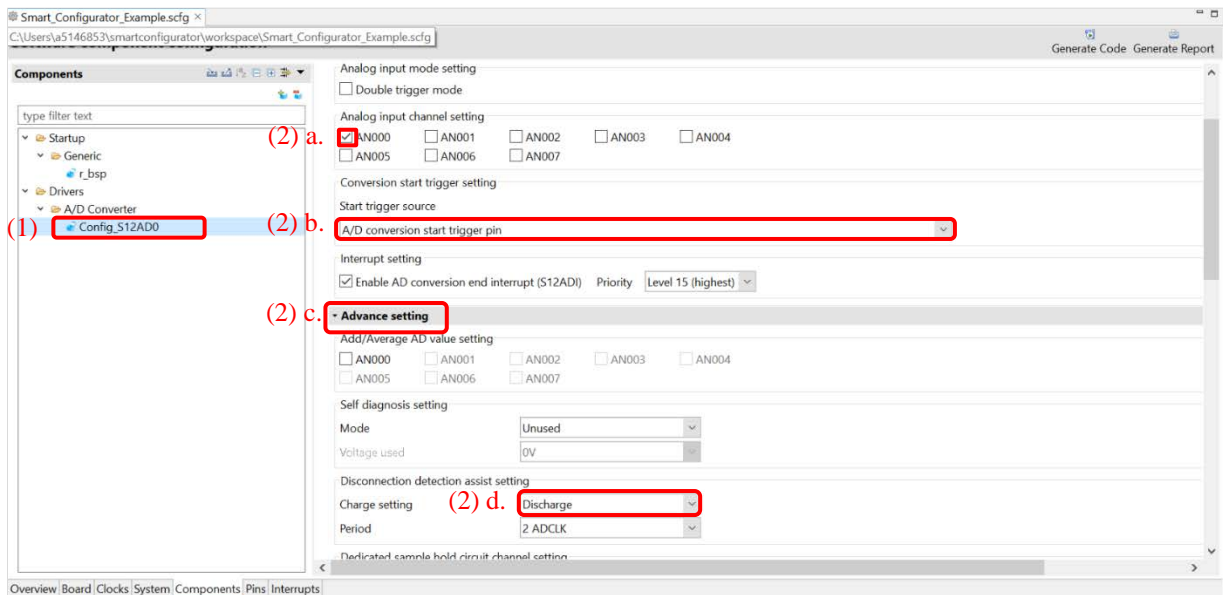 Smart_Configurator_Example.scfg ×
C:\Users\a5146853\smartconfigurator\workspace\Smart_Configurator_Example.scfg
Generate Code Generate Report
Components
type filter text
Startup
Generic
r_bsp
Drivers
A/D Converter
(1) Config_S12AD0
Analog input mode setting
Double trigger mode
Analog input channel setting
(2) a. AN000 AN001 AN002 AN003 AN004
AN005 AN006 AN007
Conversion start trigger setting
Start trigger source
(2) b. A/D conversion start trigger pin
Interrupt setting
Enable AD conversion end interrupt (S12ADI) Priority Level 15 (highest)
(2) c. Advance setting
Add/Average AD value setting
AN000 AN001 AN002 AN003 AN004
AN005 AN006 AN007
Self diagnosis setting
Mode Unused
Voltage used 0V
Disconnection detection assist setting
Charge setting (2) d. Discharge
Period 2 ADCLK
Dedicated sample hold circuit channel setting
Overview Board Clocks System Components Pins Interrupts